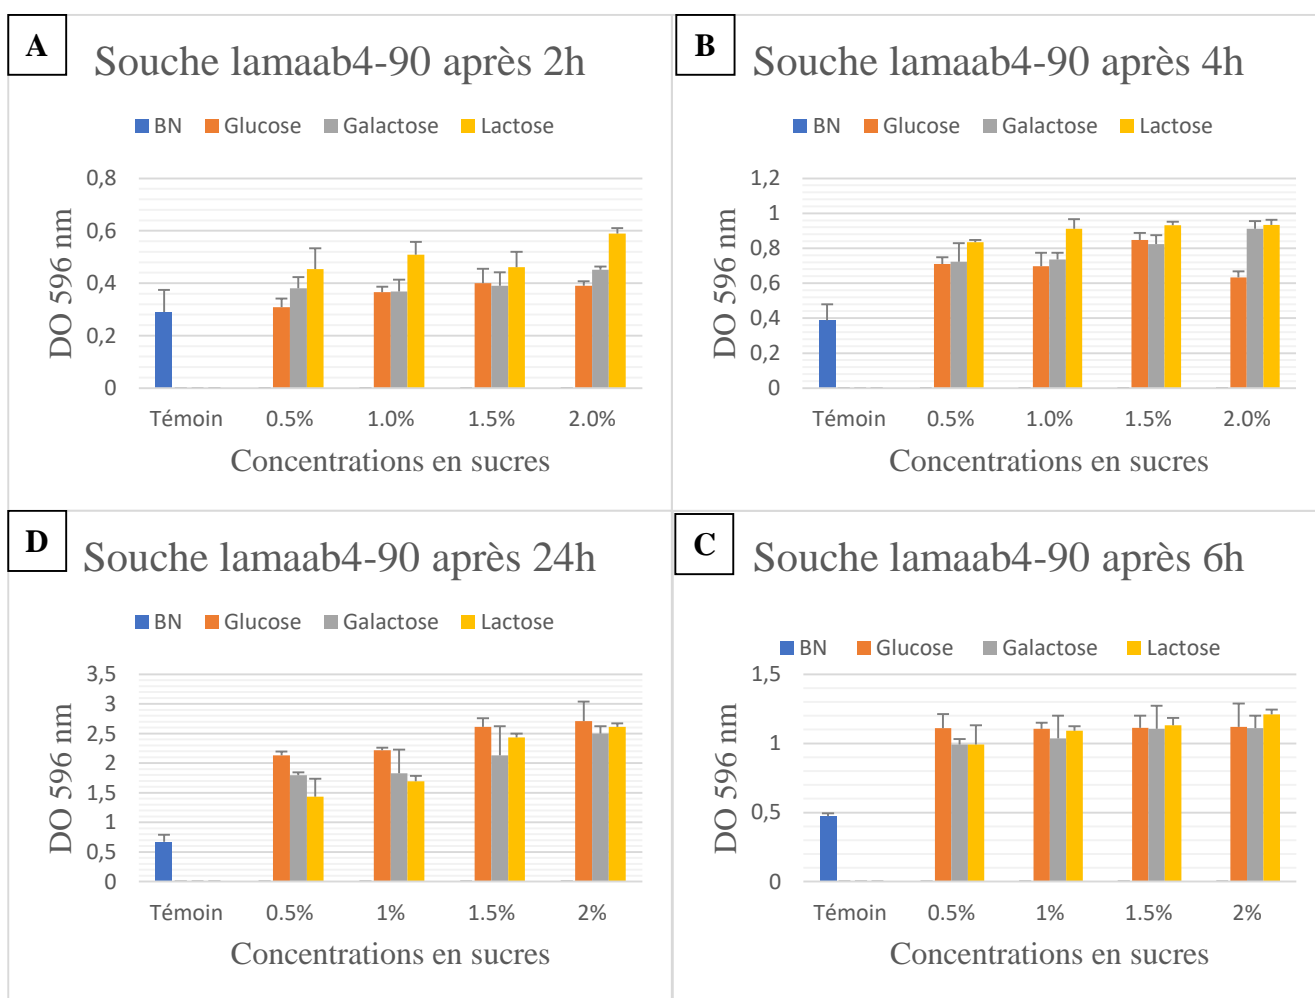 A
Souche lamaab4-90 après 2h
BN Glucose Galactose Lactose
0,8
0,6
0,4
0,2
0
DO 596 nm
Témoin 0.5% 1.0% 1.5% 2.0%
Concentrations en sucres
B
Souche lamaab4-90 après 4h
BN Glucose Galactose Lactose
1,2
1
0,8
0,6
0,4
0,2
0
DO 596 nm
Témoin 0.5% 1.0% 1.5% 2.0%
Concentrations en sucres
D
Souche lamaab4-90 après 24h
BN Glucose Galactose Lactose
3,5
3
2,5
2
1,5
1
0,5
0
DO 596 nm
Témoin 0.5% 1% 1.5% 2%
Concentrations en sucres
C
Souche lamaab4-90 après 6h
BN Glucose Galactose Lactose
1,5
1
0,5
0
DO 596 nm
Témoin 0.5% 1% 1.5% 2%
Concentrations en sucres